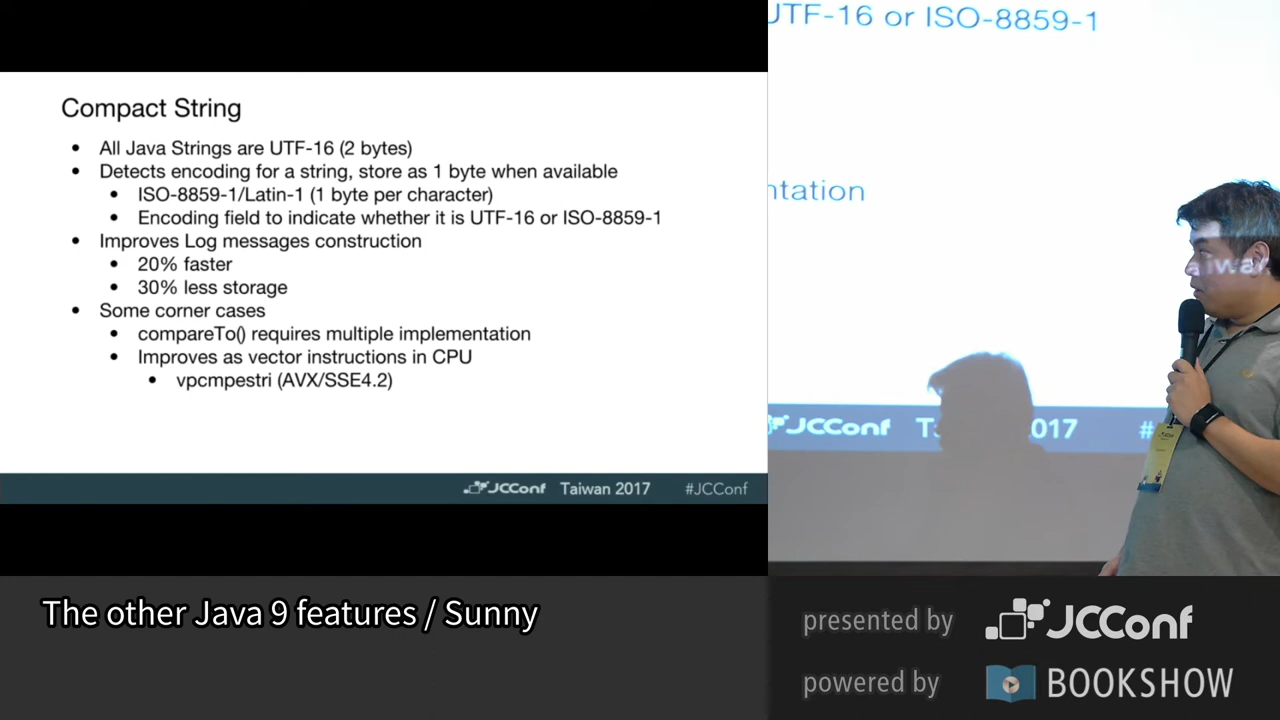 Compact String
• All Java Strings are UTF-16 (2 bytes)
• Detects encoding for a string, store as 1 byte when available
• ISO-8859-1/Latin-1 (1 byte per character)
• Encoding field to indicate whether it is UTF-16 or ISO-8859-1
• Improves Log messages construction
• 20% faster
• 30% less storage
• Some corner cases
• compareTo() requires multiple implementation
• Improves as vector instructions in CPU
• vpcmpestri (AVX/SSE4.2)
JCConf Taiwan 2017 #JCConf
UTF-16 or ISO-8859-1
ntation
aiwan
JCConf T 017 #
The other Java 9 features / Sunny
presented by JCConf
powered by BOOKSHOW